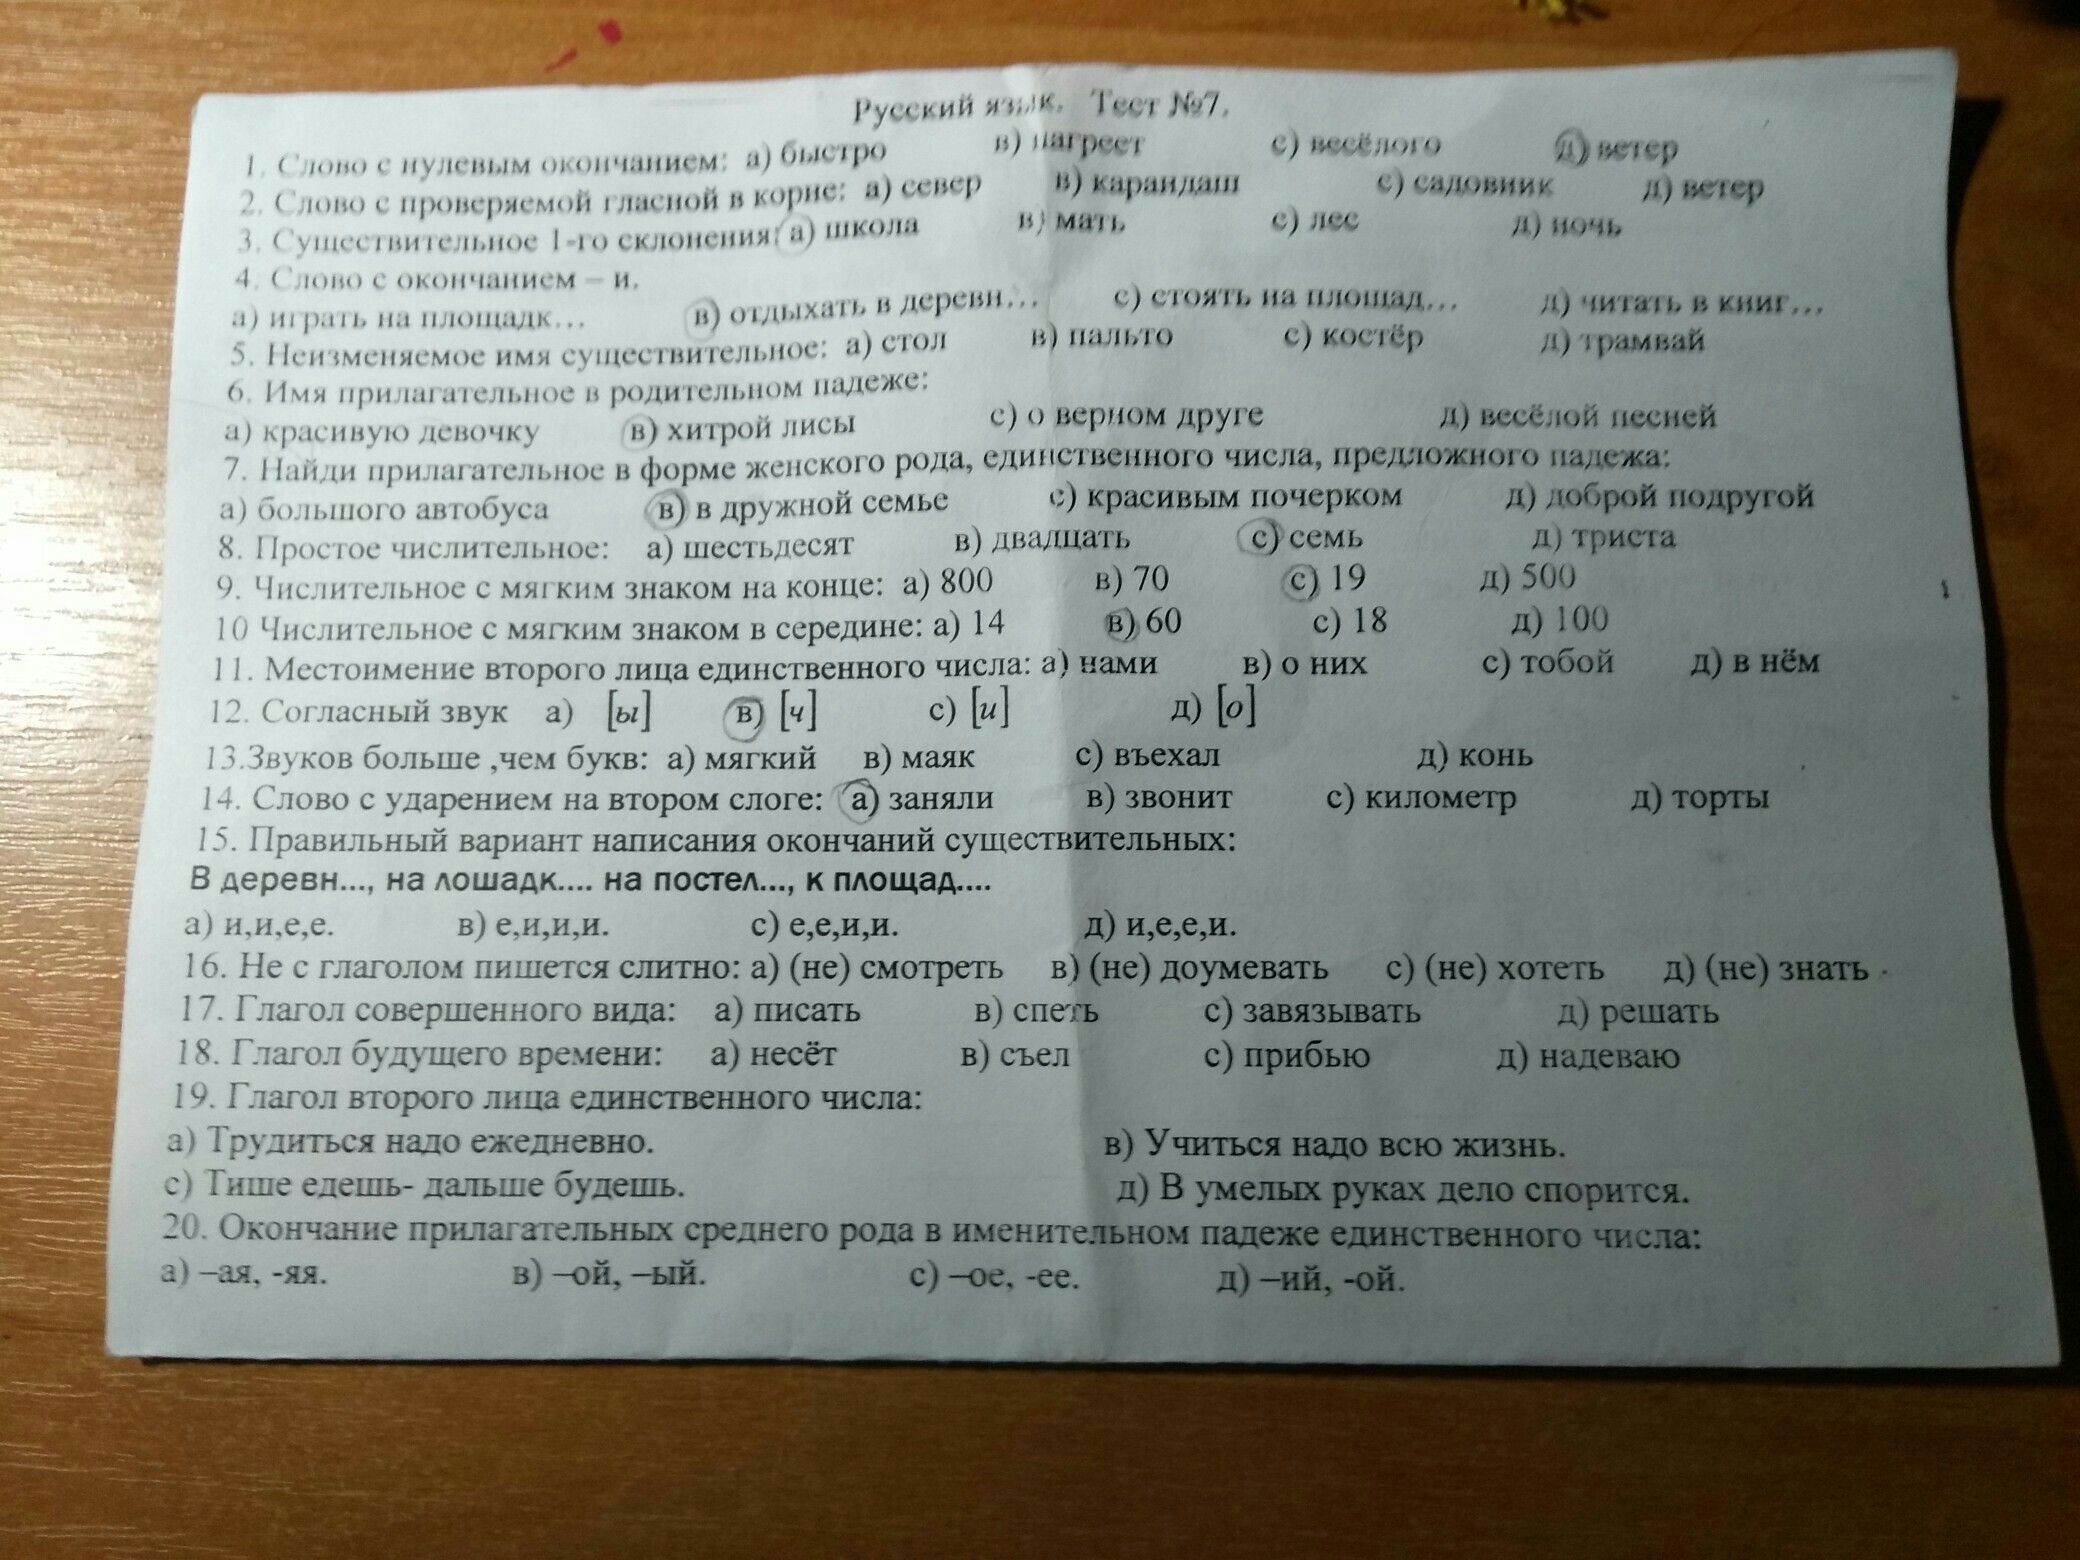 Русский язык. Тест №7.
1. Слово с нулевым окончанием: а) быстро в) нагреет с) весёлого д) ветер
2. Слово с проверяемой гласной в корне: а) север в) карандаш с) садовник д) ветер
3. Существительное 1-го склонения: а) школа в) мать с) лес д) ночь
4. Слово с окончанием – и.
а) играть на площадк… в) отдыхать в деревн… с) стоять на площад… д) читать в книг…
5. Неизменяемое имя существительное: а) стол в) пальто с) костёр д) трамвай
6. Имя прилагательное в родительном падеже:
а) красивую девочку в) хитрой лисы с) о верном друге д) весёлой песней
7. Найди прилагательное в форме женского рода, единственного числа, предложного падежа:
а) большого автобуса в) в дружной семье с) красивым почерком д) доброй подругой
8. Простое числительное: а) шестьдесят в) двадцать с) семь д) триста
9. Числительное с мягким знаком на конце: а) 800 в) 70 с) 19 д) 500
10 Числительное с мягким знаком в середине: а) 14 в) 60 с) 18 д) 100
11. Местоимение второго лица единственного числа: а) нами в) о них с) тобой д) в нём
12. Согласный звук а) [ы] в) [ч] с) [и] д) [о]
13.Звуков больше ,чем букв: а) мягкий в) маяк с) въехал д) конь
14. Слово с ударением на втором слоге: а) заняли в) звонит с) километр д) торты
15. Правильный вариант написания окончаний существительных:
В деревн..., на лошадк.... на постел..., к площад....
а) и,и,е,е. в) е,и,и,и. с) е,е,и,и. д) и,е,е,и.
16. Не с глаголом пишется слитно: а) (не) смотреть в) (не) доумевать с) (не) хотеть д) (не) знать
17. Глагол совершенного вида: а) писать в) спеть с) завязывать д) решать
18. Глагол будущего времени: а) несёт в) съел с) прибью д) надеваю
19. Глагол второго лица единственного числа:
а) Трудиться надо ежедневно. в) Учиться надо всю жизнь.
с) Тише едешь- дальше будешь. д) В умелых руках дело спорится.
20. Окончание прилагательных среднего рода в именительном падеже единственного числа:
а) –ая, -яя. в) –ой, –ый. с) –ое, -ее. д) –ий, -ой.